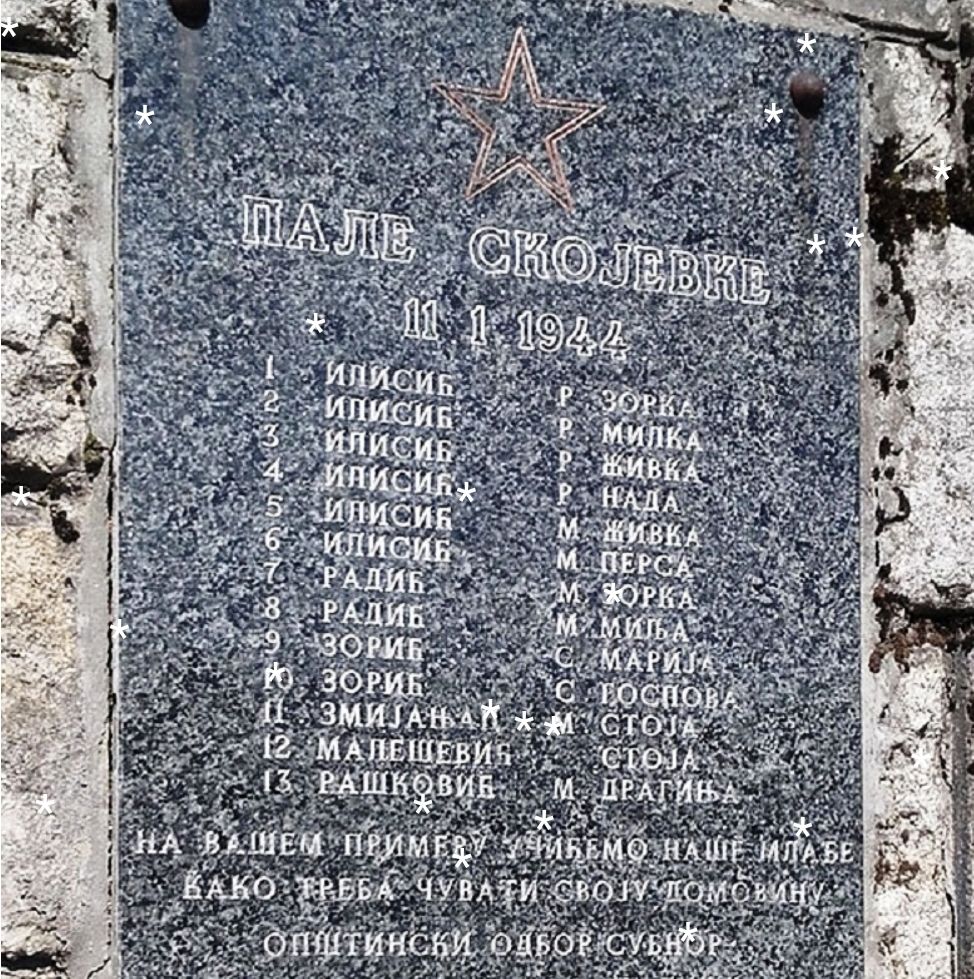 ПАЛЕ СКОЈЕВКЕ
11 1 1944
1 ИЛИСИЋ Р ЗОРКА
2 ИЛИСИЋ Р МИЛКА
3 ИЛИСИЋ Р ЖИВКА
4 ИЛИСИЋ Р НАДА
5 ИЛИСИЋ М ЖИВКА
6 ИЛИСИЋ М ПЕРСА
7 РАДИЋ М ЗОРКА
8 РАДИЋ М МИЉА
9 ЗОРИЋ С. МАРИЈА
10 ЗОРИЋ С ГОСПОВА
11 ЗМИЈАЊАЦ М. СТОЈА
12 МАЛЕШЕВИЋ СТОЈА
13 РАШКОВИЋ М. ДРАГИЊА
НА ВАШЕМ ПРИМЕРУ УЧИЋЕМО НАШЕ МЛАЂЕ
КАКО ТРЕБА ЧУВАТИ СВОЈУ ДОМОВИНУ
ОПШТИНСКИ ОДБОР СУБНОР